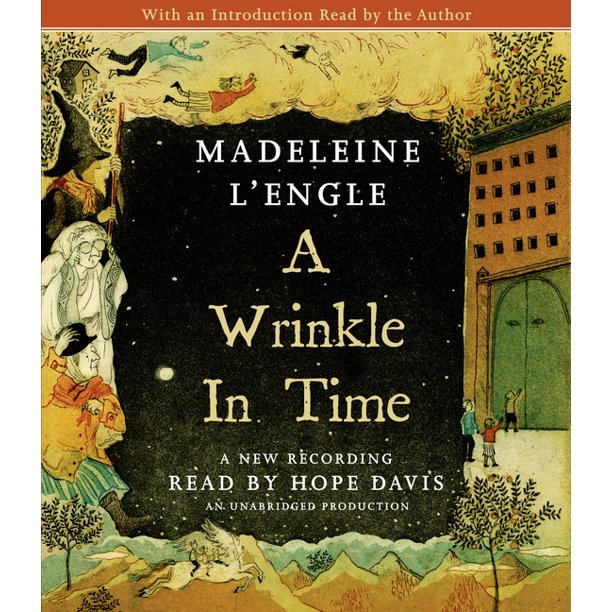 With an Introduction Read by the Author
MADELEINE
L'ENGLE
A
Wrinkle
In Time
A NEW RECORDING
READ BY HOPE DAVIS
AN UNABRIDGED PRODUCTION